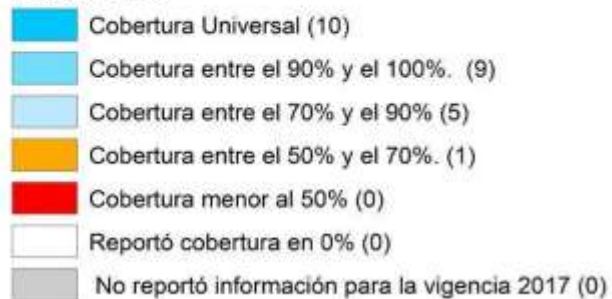 Cobertura Universal (10)
Cobertura entre el 90% y el 100%. (9)
Cobertura entre el 70% y el 90% (5)
Cobertura entre el 50% y el 70%. (1)
Cobertura menor al 50% (0)
Reportó cobertura en 0% (0)
No reportó información para la vigencia 2017 (0)